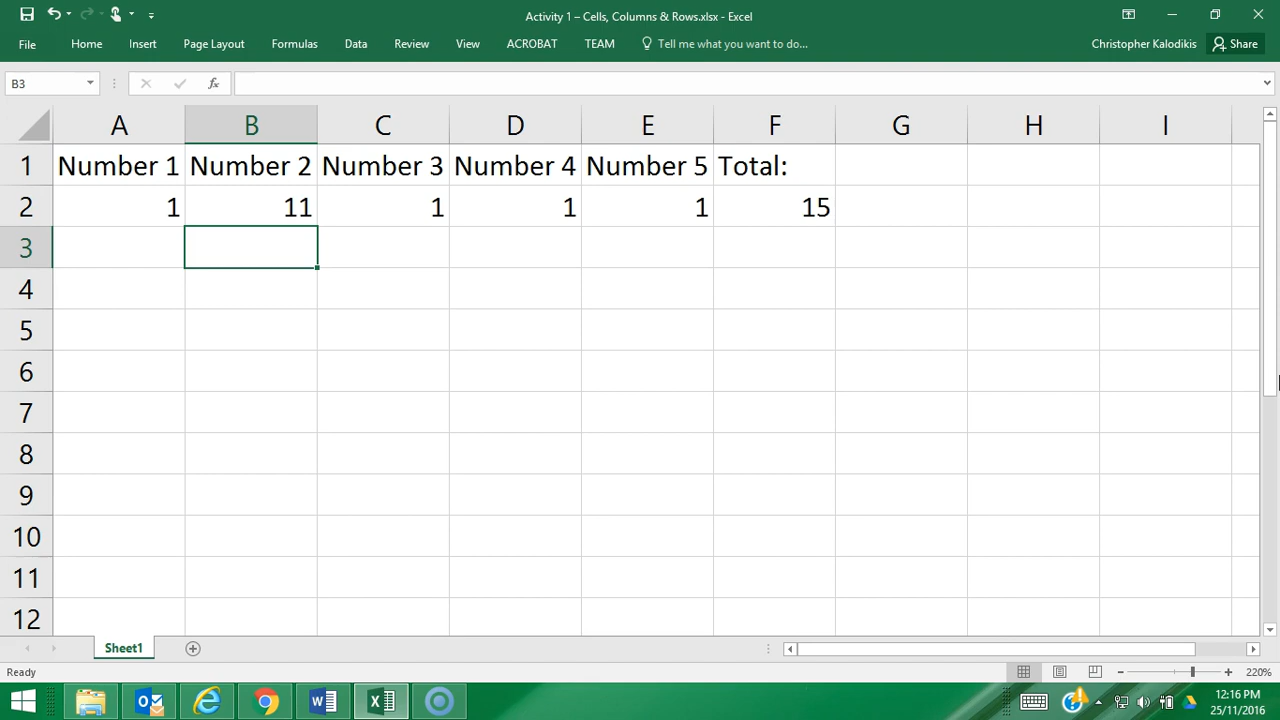 Activity 1 – Cells, Columns & Rows.xlsx - Excel
File Home Insert Page Layout Formulas Data Review View ACROBAT TEAM Tell me what you want to do... Christopher Kalodikis Share
B3 fx
A B C D E F G H I
1 Number 1 Number 2 Number 3 Number 4 Number 5 Total:
2 1 11 1 1 1 15
3
4
5
6
7
8
9
10
11
12
Sheet1
Ready 220%
12:16 PM
25/11/2016